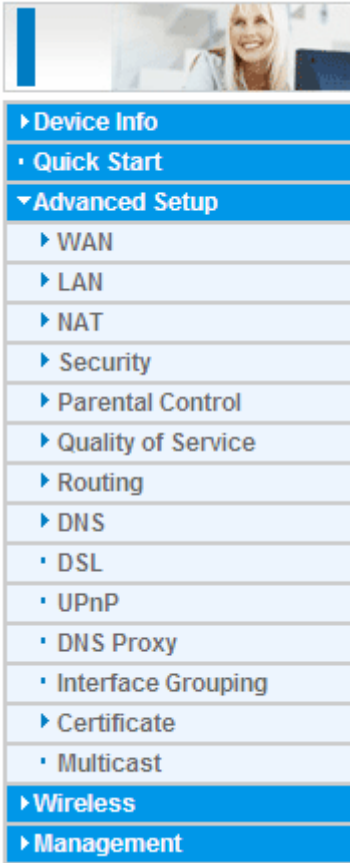 Device Info
Quick Start
Advanced Setup
WAN
LAN
NAT
Security
Parental Control
Quality of Service
Routing
DNS
DSL
UPnP
DNS Proxy
Interface Grouping
Certificate
Multicast
Wireless
Management